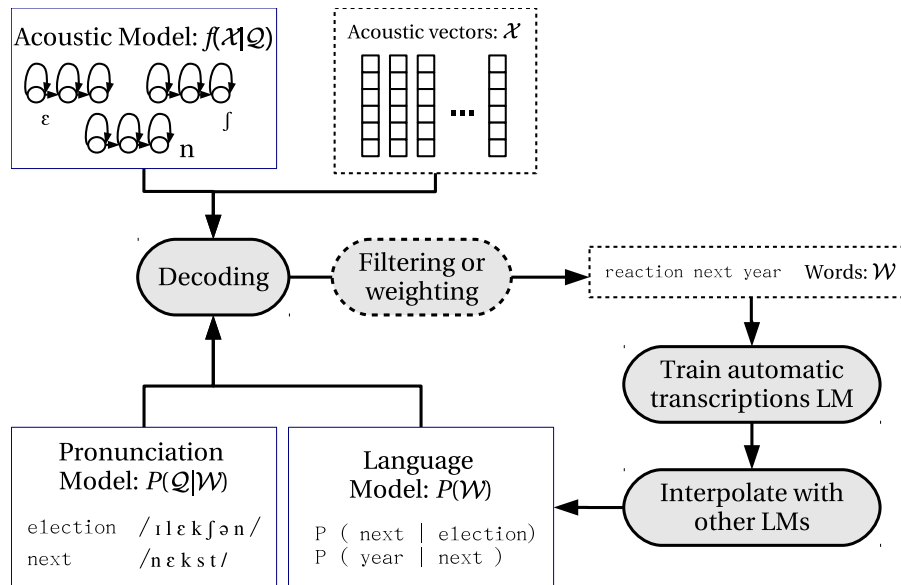 Acoustic Model: f(𝒳|𝒬)
ε
ʃ
n
Acoustic vectors: 𝒳
...
Decoding
Filtering or
weighting
reaction next year Words: 𝒲
Train automatic
transcriptions LM
Interpolate with
other LMs
Pronunciation
Model: P(𝒬|𝒲)
election /ɪlɛkʃən/
next /nɛkst/
Language
Model: P(𝒲)
P ( next | election)
P ( year | next )